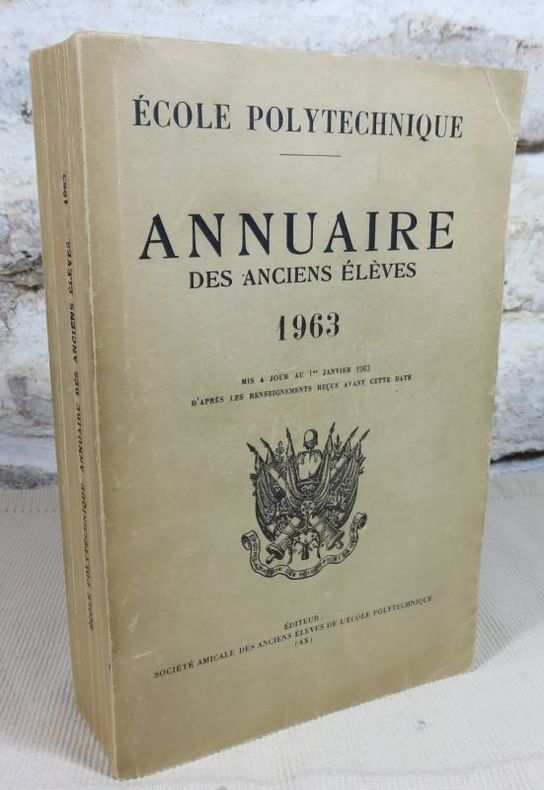 ÉCOLE POLYTECHNIQUE
ANNUAIRE
DES ANCIENS ÉLÈVES
1963
MIS A JOUR AU 1er JANVIER 1963
D'APRÈS LES RENSEIGNEMENTS REÇUS AVANT CETTE DATE
ÉDITEUR :
SOCIÉTÉ AMICALE DES ANCIENS ÉLÈVES DE L'ÉCOLE POLYTECHNIQUE
(AX)
ÉCOLE POLYTECHNIQUE ANNUAIRE DES ANCIENS ÉLÈVES 1963